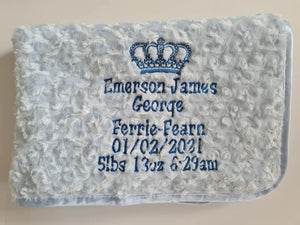 Emerson James
George
Ferrie-Fearn
01/02/2021
5lbs 13oz 6:29am